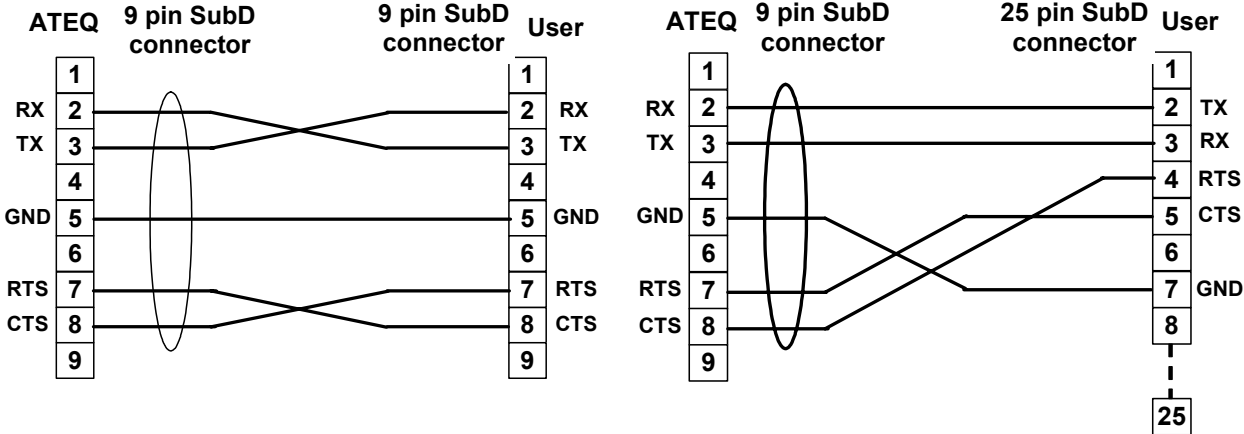 ATEQ 9 pin SubD connector 9 pin SubD connector User
1 1
RX 2 2 RX
TX 3 3 TX
4 4
GND 5 5 GND
6 6
RTS 7 7 RTS
CTS 8 8 CTS
9 9
ATEQ 9 pin SubD connector 25 pin SubD connector User
1 1
RX 2 2 TX
TX 3 3 RX
4 4 RTS
GND 5 5 CTS
6 6
RTS 7 7 GND
CTS 8 8
9
25